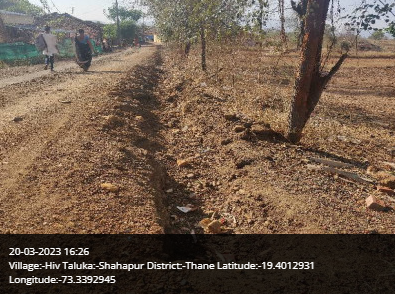 20-03-2023 16:26
Village:-Hiv Taluka:-Shahapur District:-Thane Latitude:-19.4012931
Longitude:-73.3392945